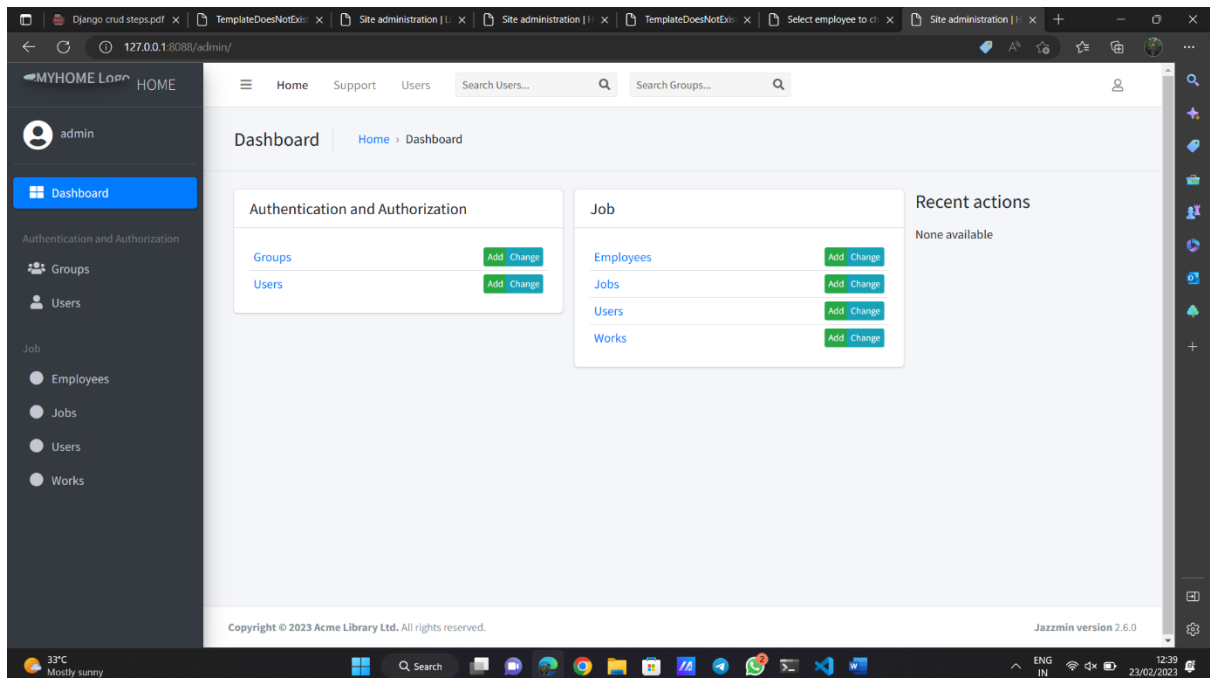 Django crud steps.pdf
TemplateDoesNotExis
Site administration | L
Site administration | H
TemplateDoesNotExis
Select employee to ch
Site administration | H
127.0.0.1:8088/admin/
MYHOME Logo HOME
Home Support Users Search Users... Search Groups...
admin
Dashboard Home › Dashboard
Dashboard
Authentication and Authorization
Groups
Users
Job
Employees
Jobs
Users
Works
Authentication and Authorization
Groups Add Change
Users Add Change
Job
Employees Add Change
Jobs Add Change
Users Add Change
Works Add Change
Recent actions
None available
Copyright © 2023 Acme Library Ltd. All rights reserved. Jazzmin version 2.6.0
33°C
Mostly sunny
Search
ENG
IN
12:39
23/02/2023